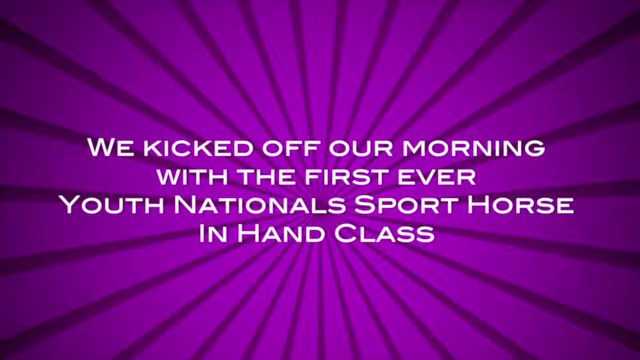 We kicked off our morning
with the first ever
Youth Nationals Sport Horse
In Hand Class